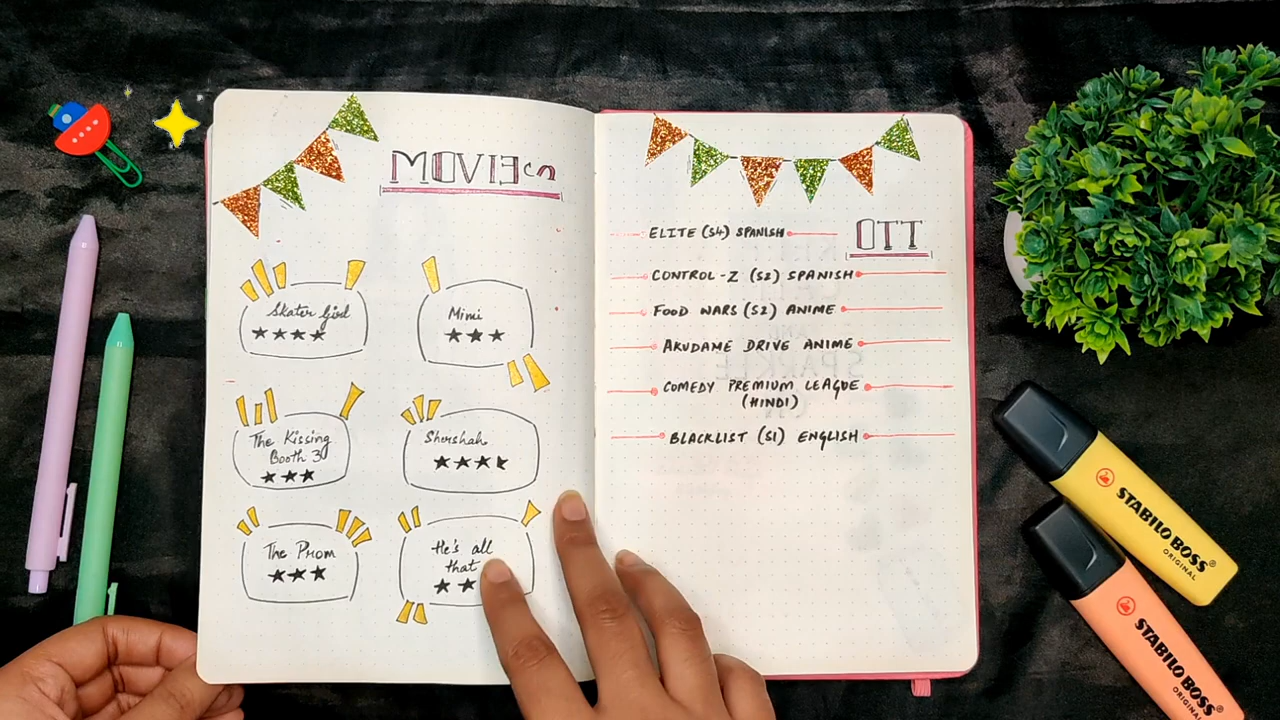 MOVIES
Skater Girl
★★★★
Mimi
★★★
The Kissing
Booth 3
★★★
Shershah
The Prom
★★★
He's all
that
★★
OTT
ELITE (S4) SPANISH
CONTROL-Z (S2) SPANISH
FOOD WARS (S2) ANIME
AKUDAME DRIVE ANIME
COMEDY PREMIUM LEAGUE
(HINDI)
BLACKLIST (S1) ENGLISH
STABILO BOSS
ORIGINAL
STABILO BOSS
ORIGINAL